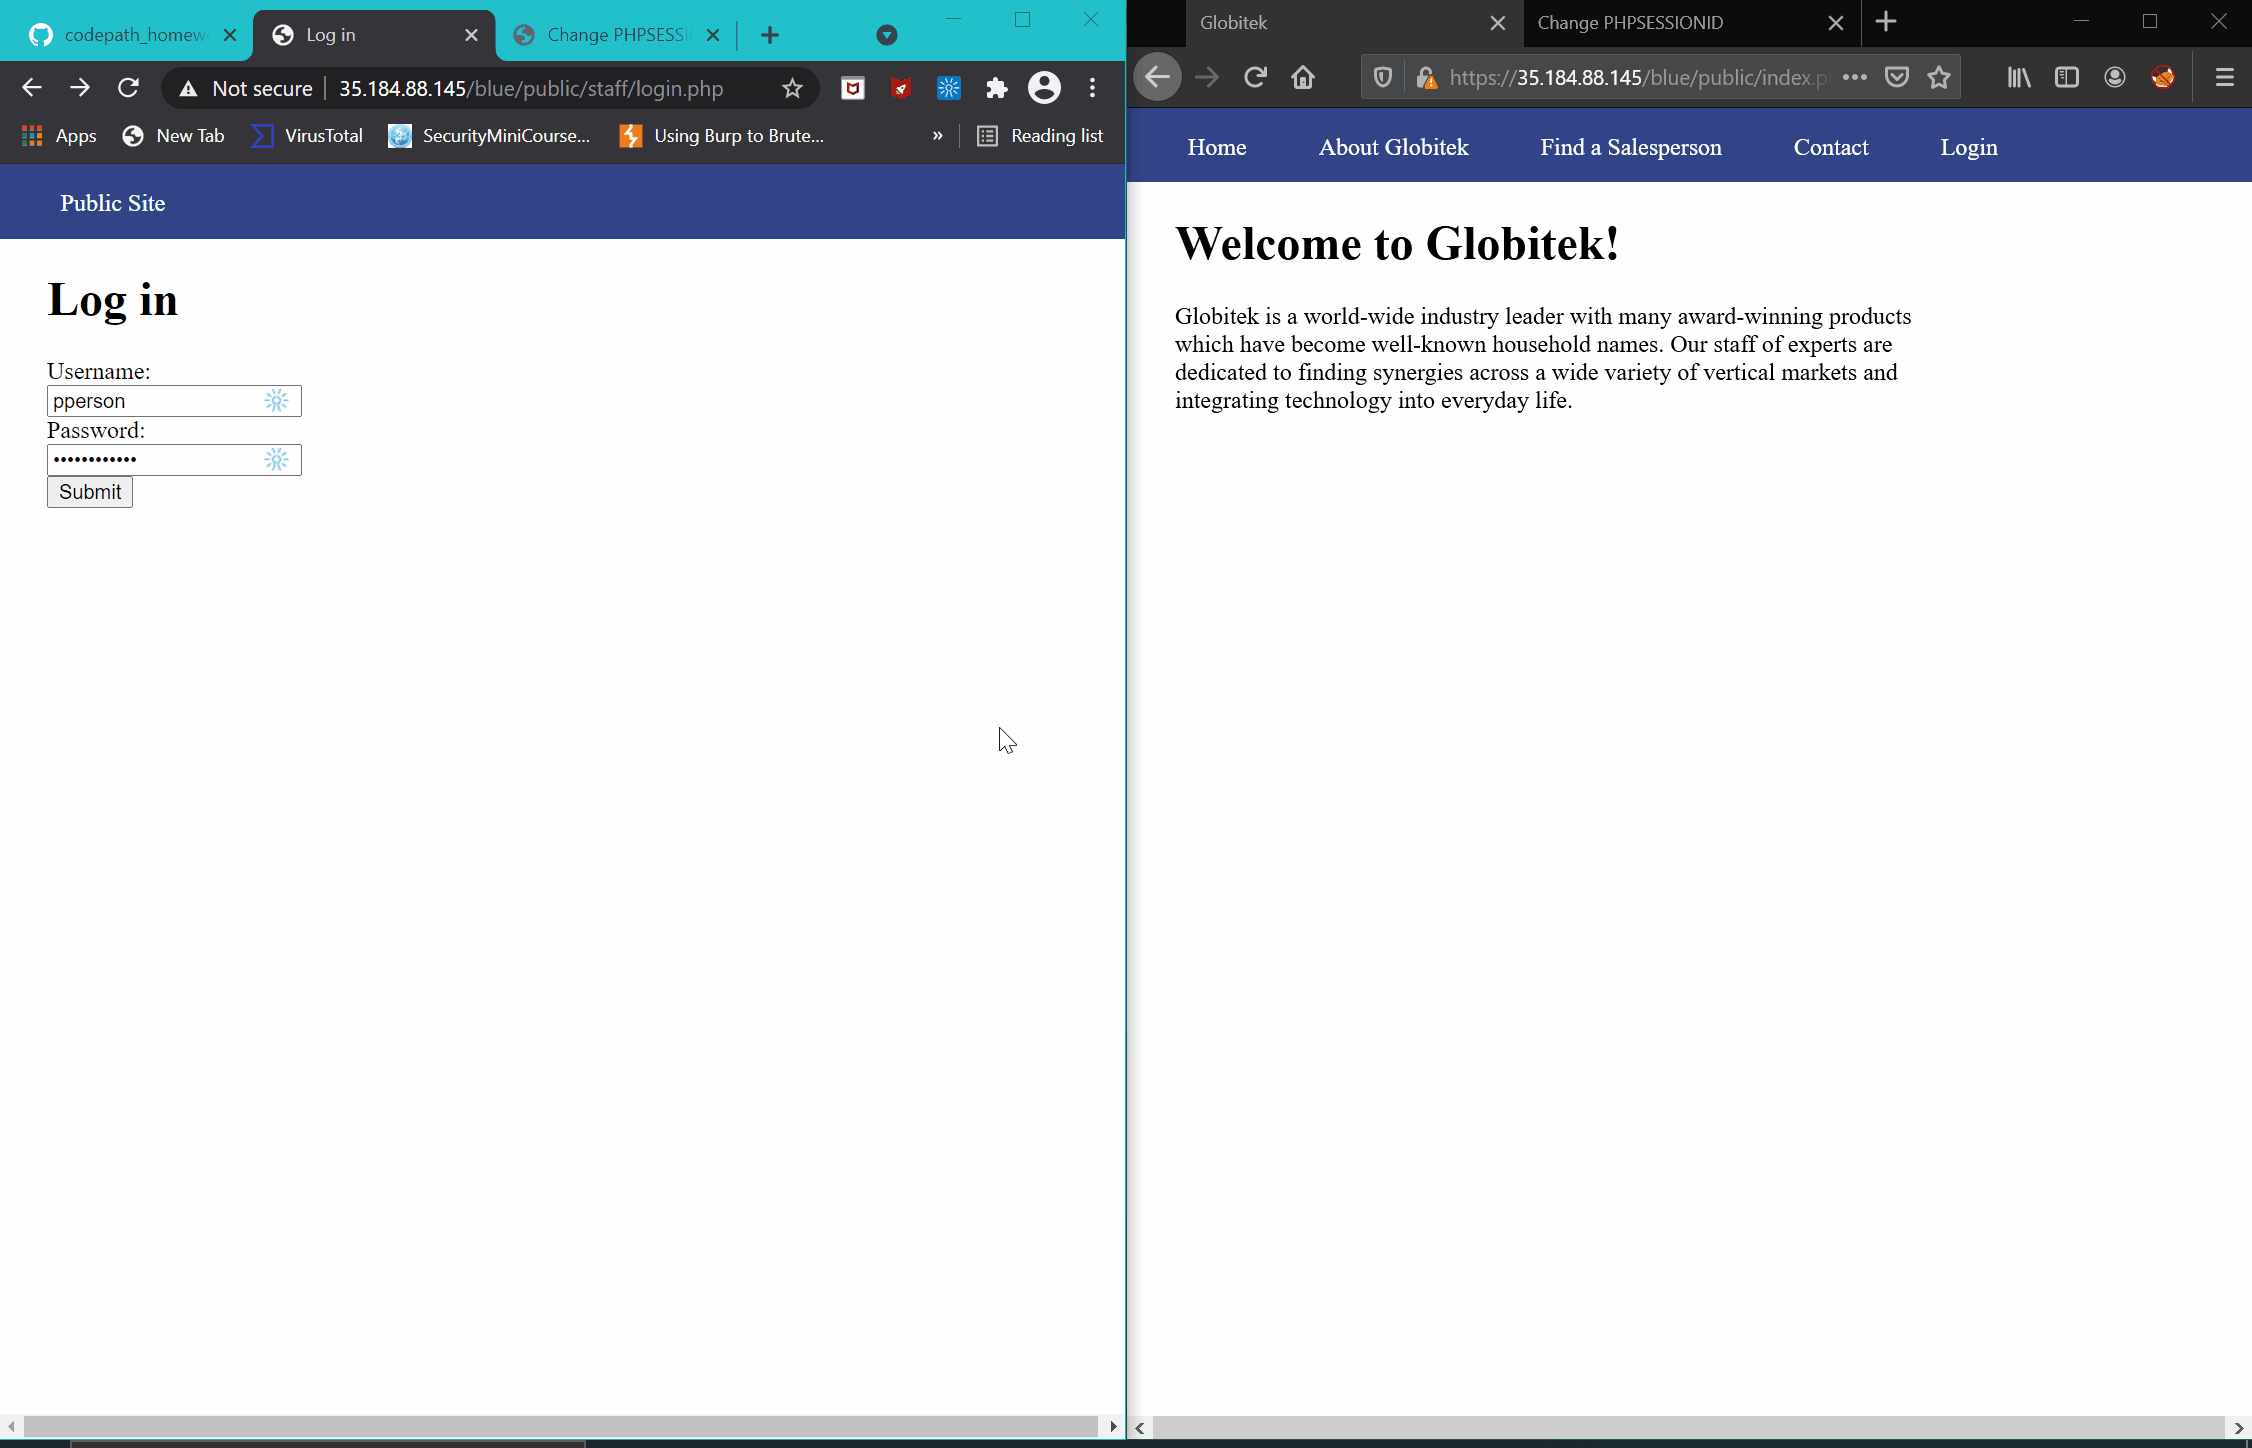 codepath_homew
Log in
Change PHPSESSI
Not secure
35.184.88.145/blue/public/staff/login.php
Apps
New Tab
VirusTotal
SecurityMiniCourse...
Using Burp to Brute...
»
Reading list
Public Site
Log in
Username:
pperson
Password:
••••••••••••
Submit
Globitek
Change PHPSESSIONID
https://35.184.88.145/blue/public/index.p
Home
About Globitek
Find a Salesperson
Contact
Login
Welcome to Globitek!
Globitek is a world-wide industry leader with many award-winning products
which have become well-known household names. Our staff of experts are
dedicated to finding synergies across a wide variety of vertical markets and
integrating technology into everyday life.